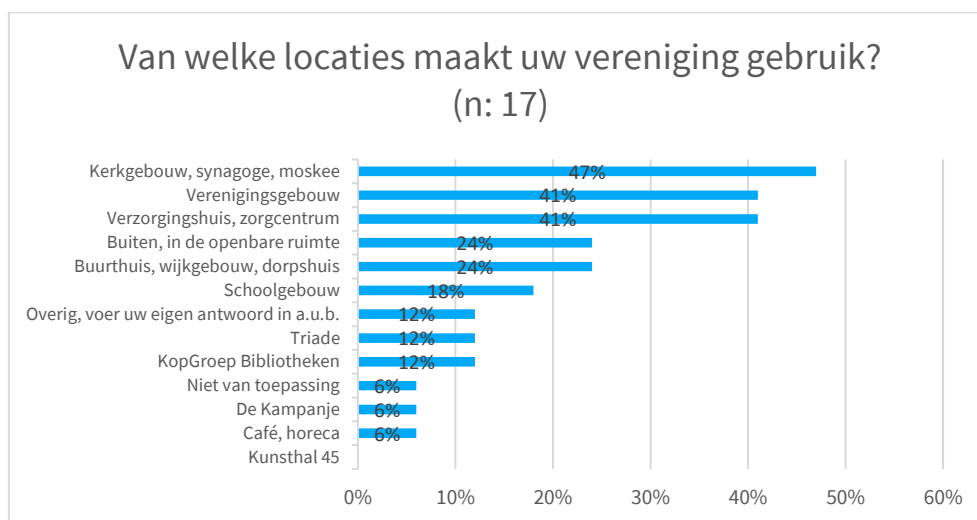 Van welke locaties maakt uw vereniging gebruik?
(n: 17)
Kerkgebouw, synagoge, moskee 47%
Verenigingsgebouw 41%
Verzorgingshuis, zorgcentrum 41%
Buiten, in de openbare ruimte 24%
Buurthuis, wijkgebouw, dorpshuis 24%
Schoolgebouw 18%
Overig, voer uw eigen antwoord in a.u.b. 12%
Triade 12%
KopGroep Bibliotheken 12%
Niet van toepassing 6%
De Kampanje 6%
Café, horeca 6%
Kunsthal 45
0% 10% 20% 30% 40% 50% 60%